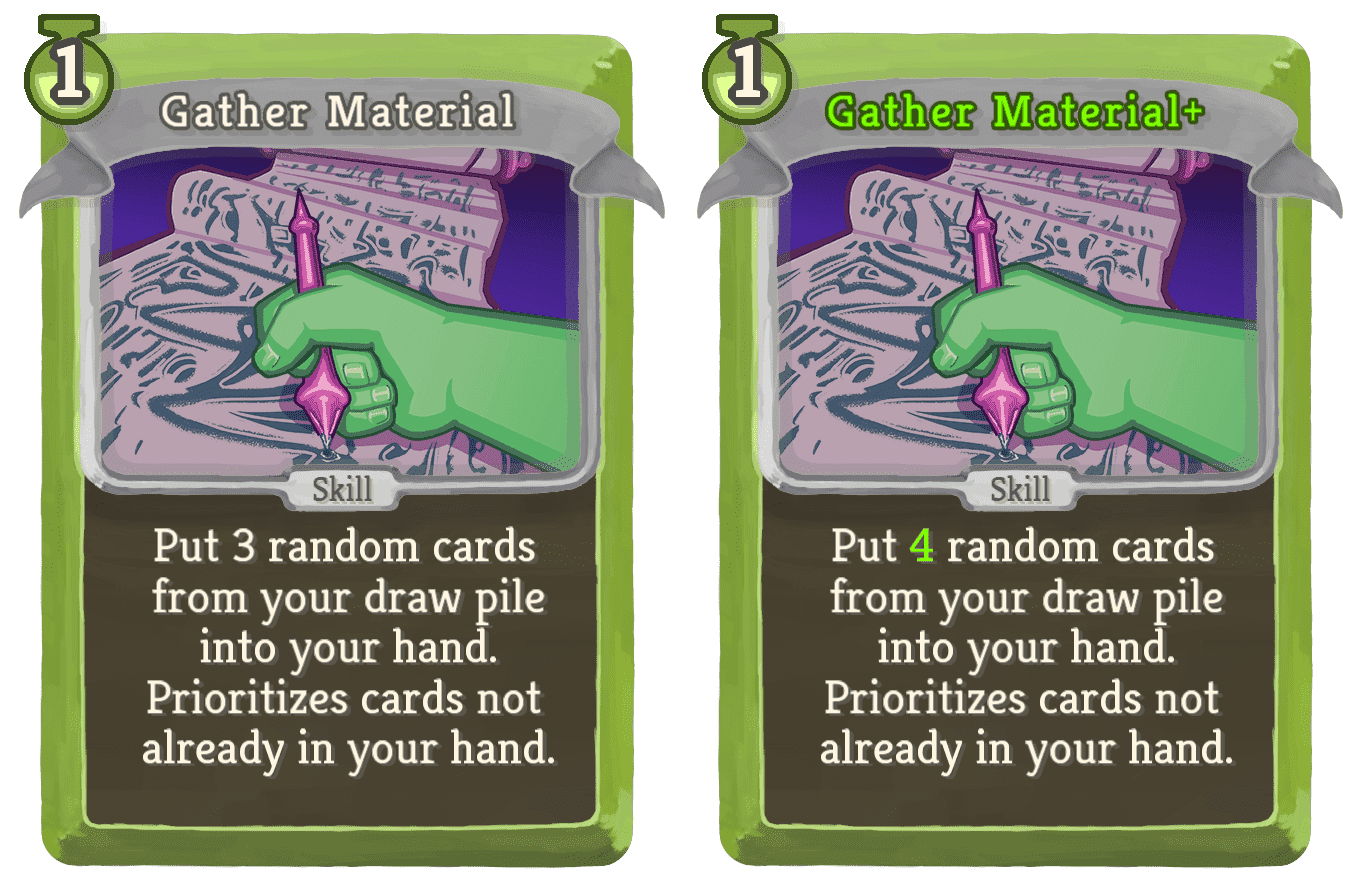 1
Gather Material
Skill
Put 3 random cards
from your draw pile
into your hand.
Prioritizes cards not
already in your hand.
1
Gather Material+
Skill
Put 4 random cards
from your draw pile
into your hand.
Prioritizes cards not
already in your hand.